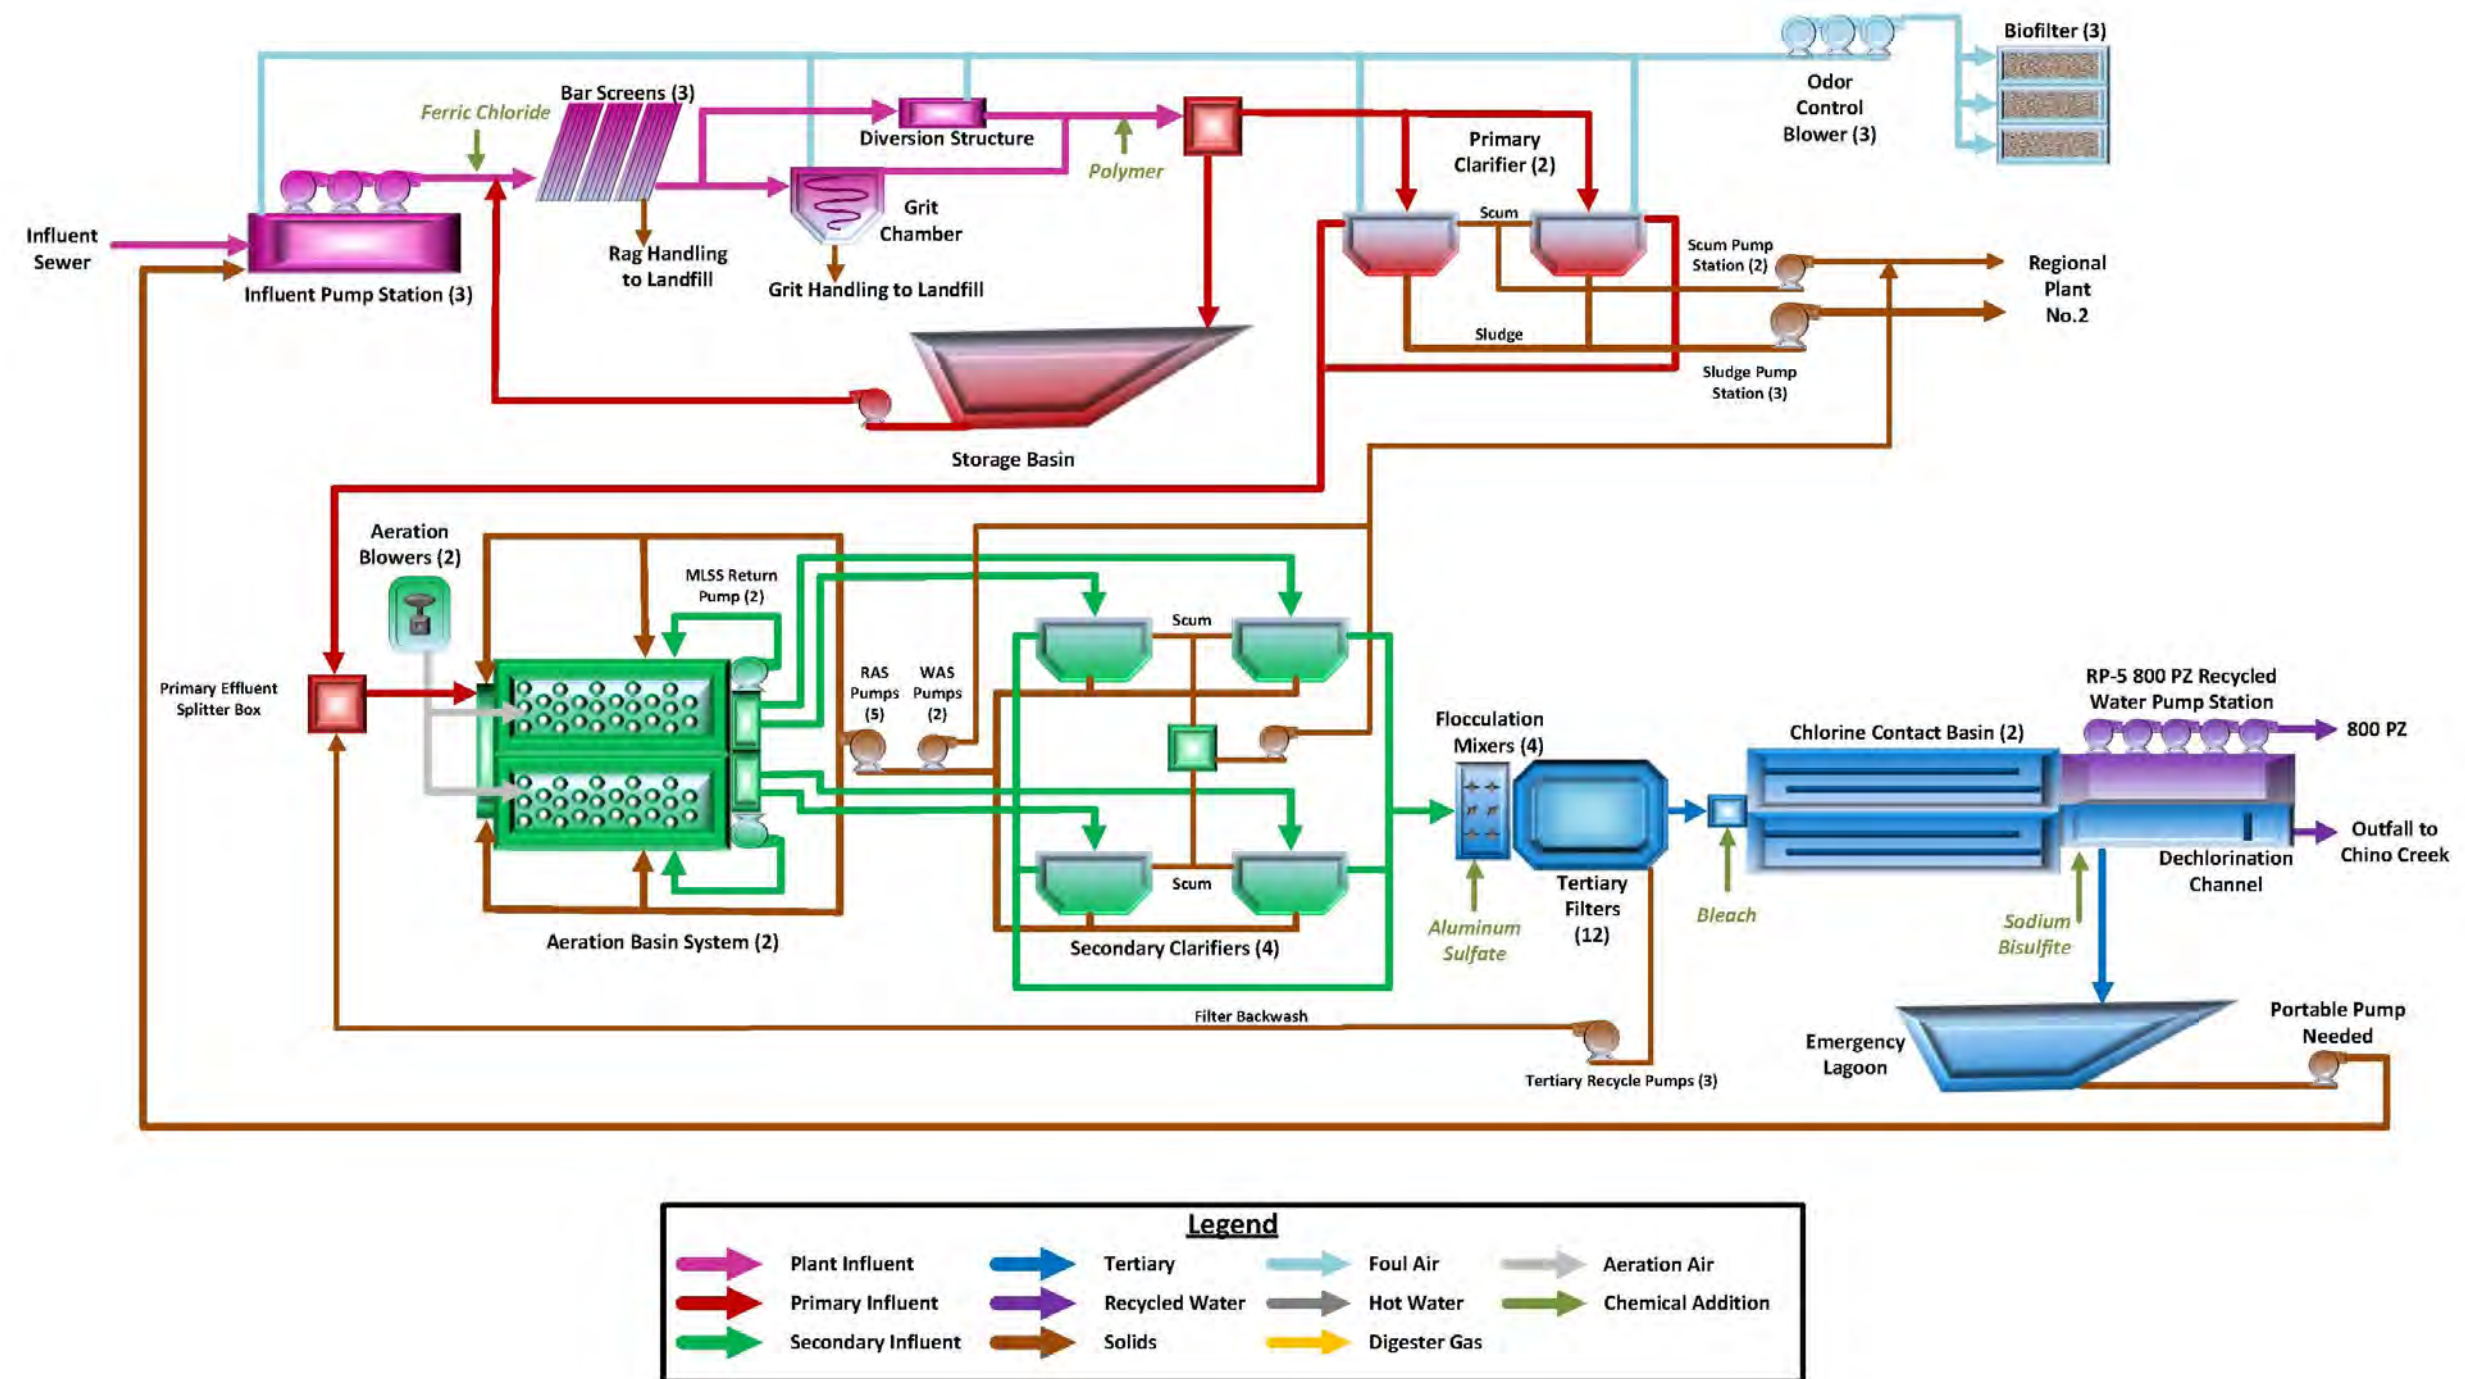 Biofilter (3)
Odor
Control
Blower (3)
Bar Screens (3)
Ferric Chloride
Diversion Structure
Polymer
Primary
Clarifier (2)
Grit
Chamber
Influent
Sewer
Influent Pump Station (3)
Rag Handling
to Landfill
Grit Handling to Landfill
Scum
Scum Pump
Station (2)
Regional
Plant
No.2
Sludge
Sludge Pump
Station (3)
Storage Basin
Aeration
Blowers (2)
MLSS Return
Pump (2)
Scum
RAS
Pumps
(5)
WAS
Pumps
(2)
Primary Effluent
Splitter Box
Flocculation
Mixers (4)
Chlorine Contact Basin (2)
RP-5 800 PZ Recycled
Water Pump Station
800 PZ
Outfall to
Chino Creek
Dechlorination
Channel
Tertiary
Filters
(12)
Aluminum
Sulfate
Bleach
Sodium
Bisulfite
Scum
Aeration Basin System (2)
Secondary Clarifiers (4)
Filter Backwash
Tertiary Recycle Pumps (3)
Emergency
Lagoon
Portable Pump
Needed
Legend
Plant Influent
Tertiary
Foul Air
Aeration Air
Primary Influent
Recycled Water
Hot Water
Chemical Addition
Secondary Influent
Solids
Digester Gas